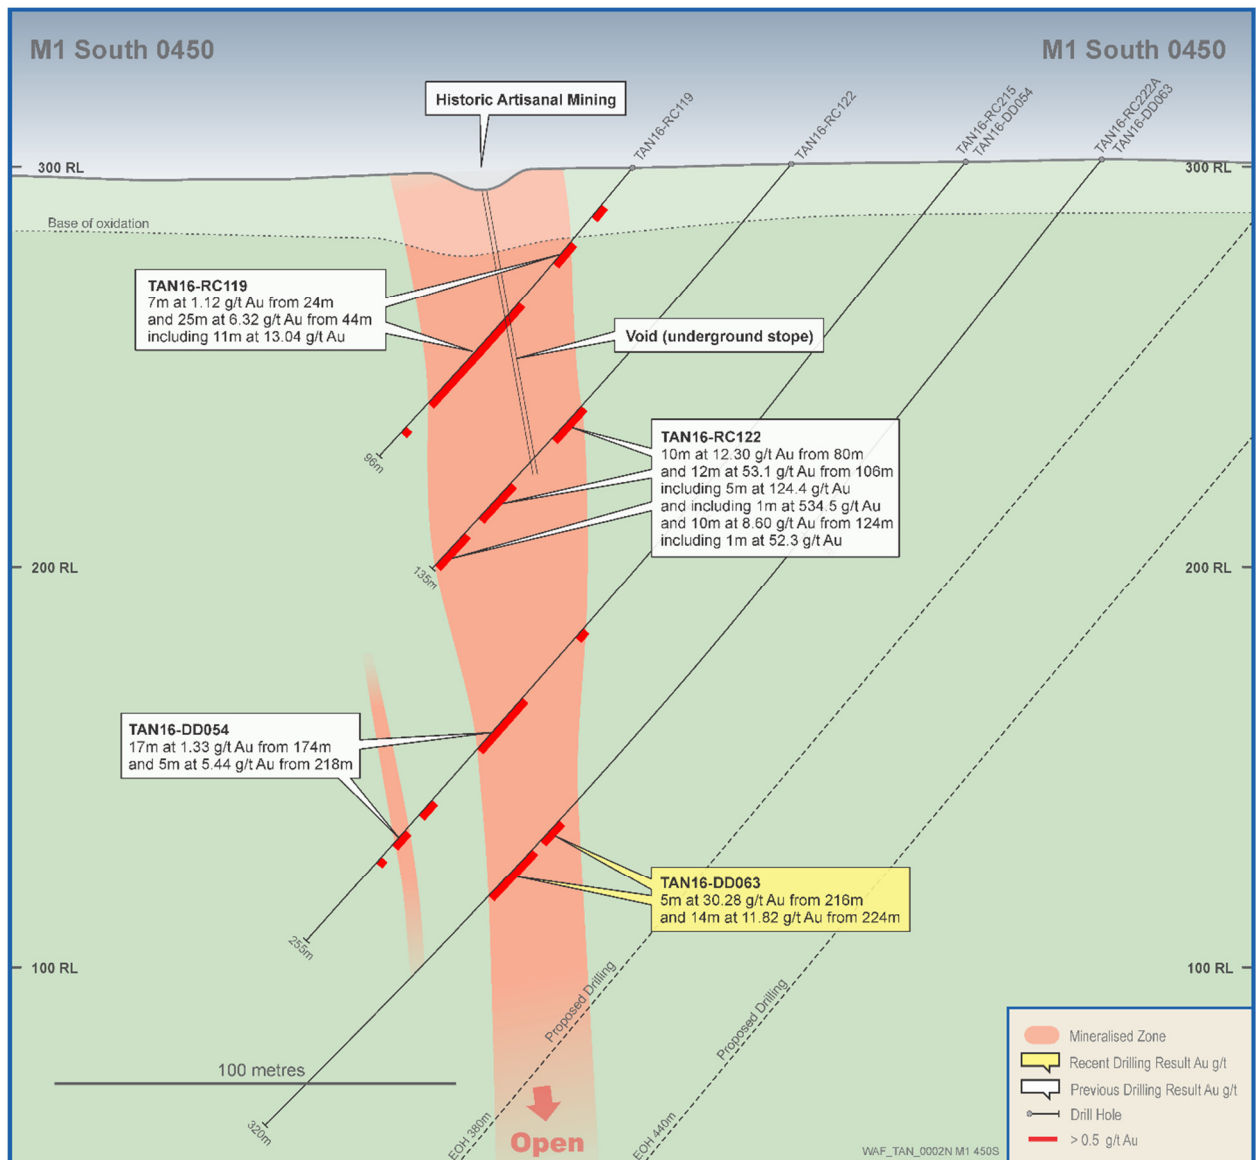 M1 South 0450
M1 South 0450
Historic Artisanal Mining
TAN16-RC119
TAN16-RC122
TAN16-RC215
TAN16-DD054
TAN16-RC222A
TAN16-DD063
300 RL
300 RL
Base of oxidation
TAN16-RC119
7m at 1.12 g/t Au from 24m
and 25m at 6.32 g/t Au from 44m
including 11m at 13.04 g/t Au
Void (underground stope)
96m
TAN16-RC122
10m at 12.30 g/t Au from 80m
and 12m at 53.1 g/t Au from 106m
including 5m at 124.4 g/t Au
and including 1m at 534.5 g/t Au
and 10m at 8.60 g/t Au from 124m
including 1m at 52.3 g/t Au
135m
200 RL
200 RL
TAN16-DD054
17m at 1.33 g/t Au from 174m
and 5m at 5.44 g/t Au from 218m
TAN16-DD063
5m at 30.28 g/t Au from 216m
and 14m at 11.82 g/t Au from 224m
255m
100 RL
100 RL
Proposed Drilling
Proposed Drilling
100 metres
320m
EOH 380m
EOH 440m
Open
Mineralised Zone
Recent Drilling Result Au g/t
Previous Drilling Result Au g/t
Drill Hole
> 0.5 g/t Au
WAF_TAN_0002N M1 450S